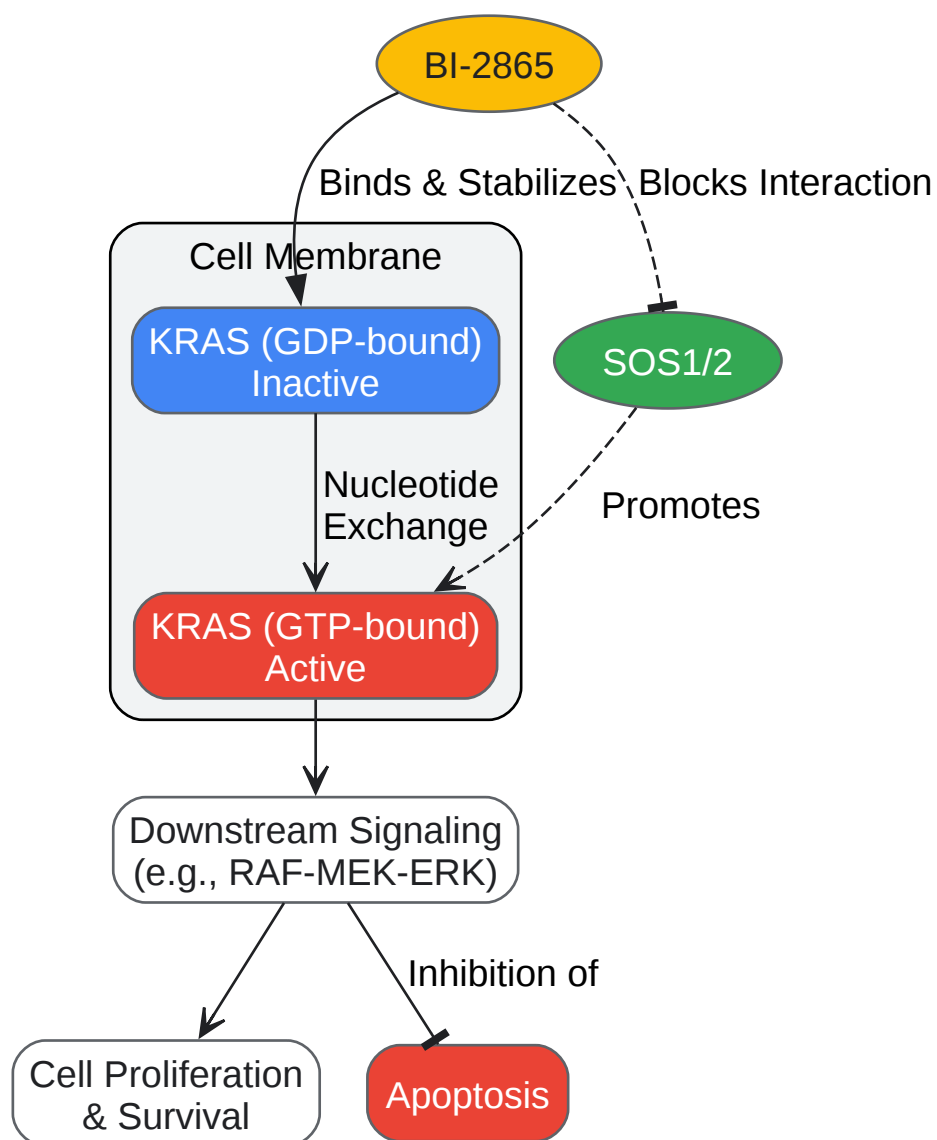 BI-2865
Binds & Stabilizes
Blocks Interaction
Cell Membrane
KRAS (GDP-bound)
Inactive
SOS1/2
Nucleotide
Exchange
Promotes
KRAS (GTP-bound)
Active
Downstream Signaling
(e.g., RAF-MEK-ERK)
Inhibition of
Cell Proliferation
& Survival
Apoptosis